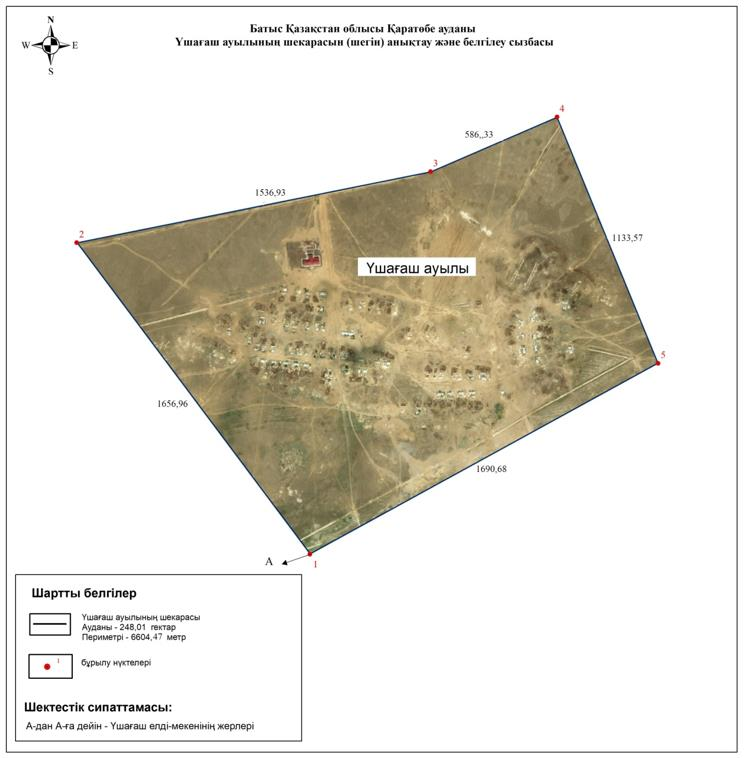 Батыс Қазақстан облысы Қаратөбе ауданы
Үшағаш ауылының шекарасын (шегін) анықтау және белгілеу сызбасы
N
W E
S
4
586,,33
3
1536,93
2
1133,57
Үшағаш ауылы
5
1656,96
1690,68
А
1
Шартты белгілер
Үшағаш ауылының шекарасы
Ауданы - 248,01 гектар
Периметрі - 6604,47 метр
1
бұрылу нүктелері
Шектестік сипаттамасы:
А-дан А-ға дейін - Үшағаш елді-мекенінің жерлері